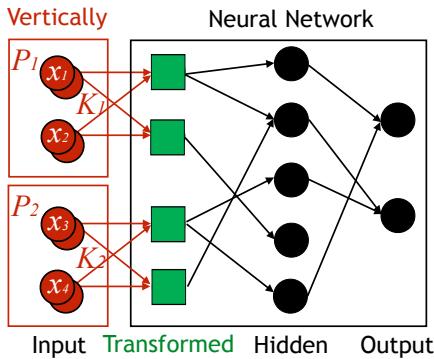 Vertically
Neural Network
P1
x1
K1
x2
P2
x3
K2
x4
Input
Transformed
Hidden
Output